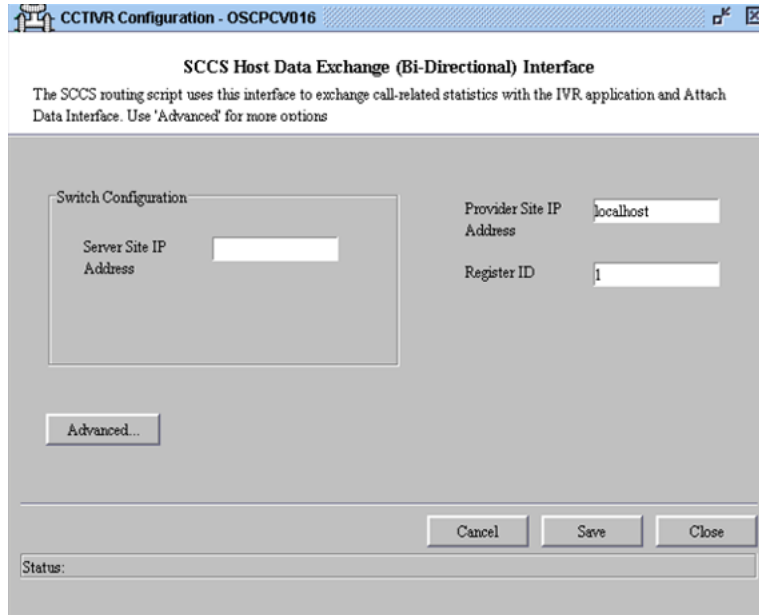 CCTIVR Configuration - OSCPCV016
SCCS Host Data Exchange (Bi-Directional) Interface
The SCCS routing script uses this interface to exchange call-related statistics with the IVR application and Attach
Data Interface. Use 'Advanced' for more options
Switch Configuration
Server Site IP
Address
Provider Site IP
Address
localhost
Register ID
1
Advanced...
Cancel
Save
Close
Status: